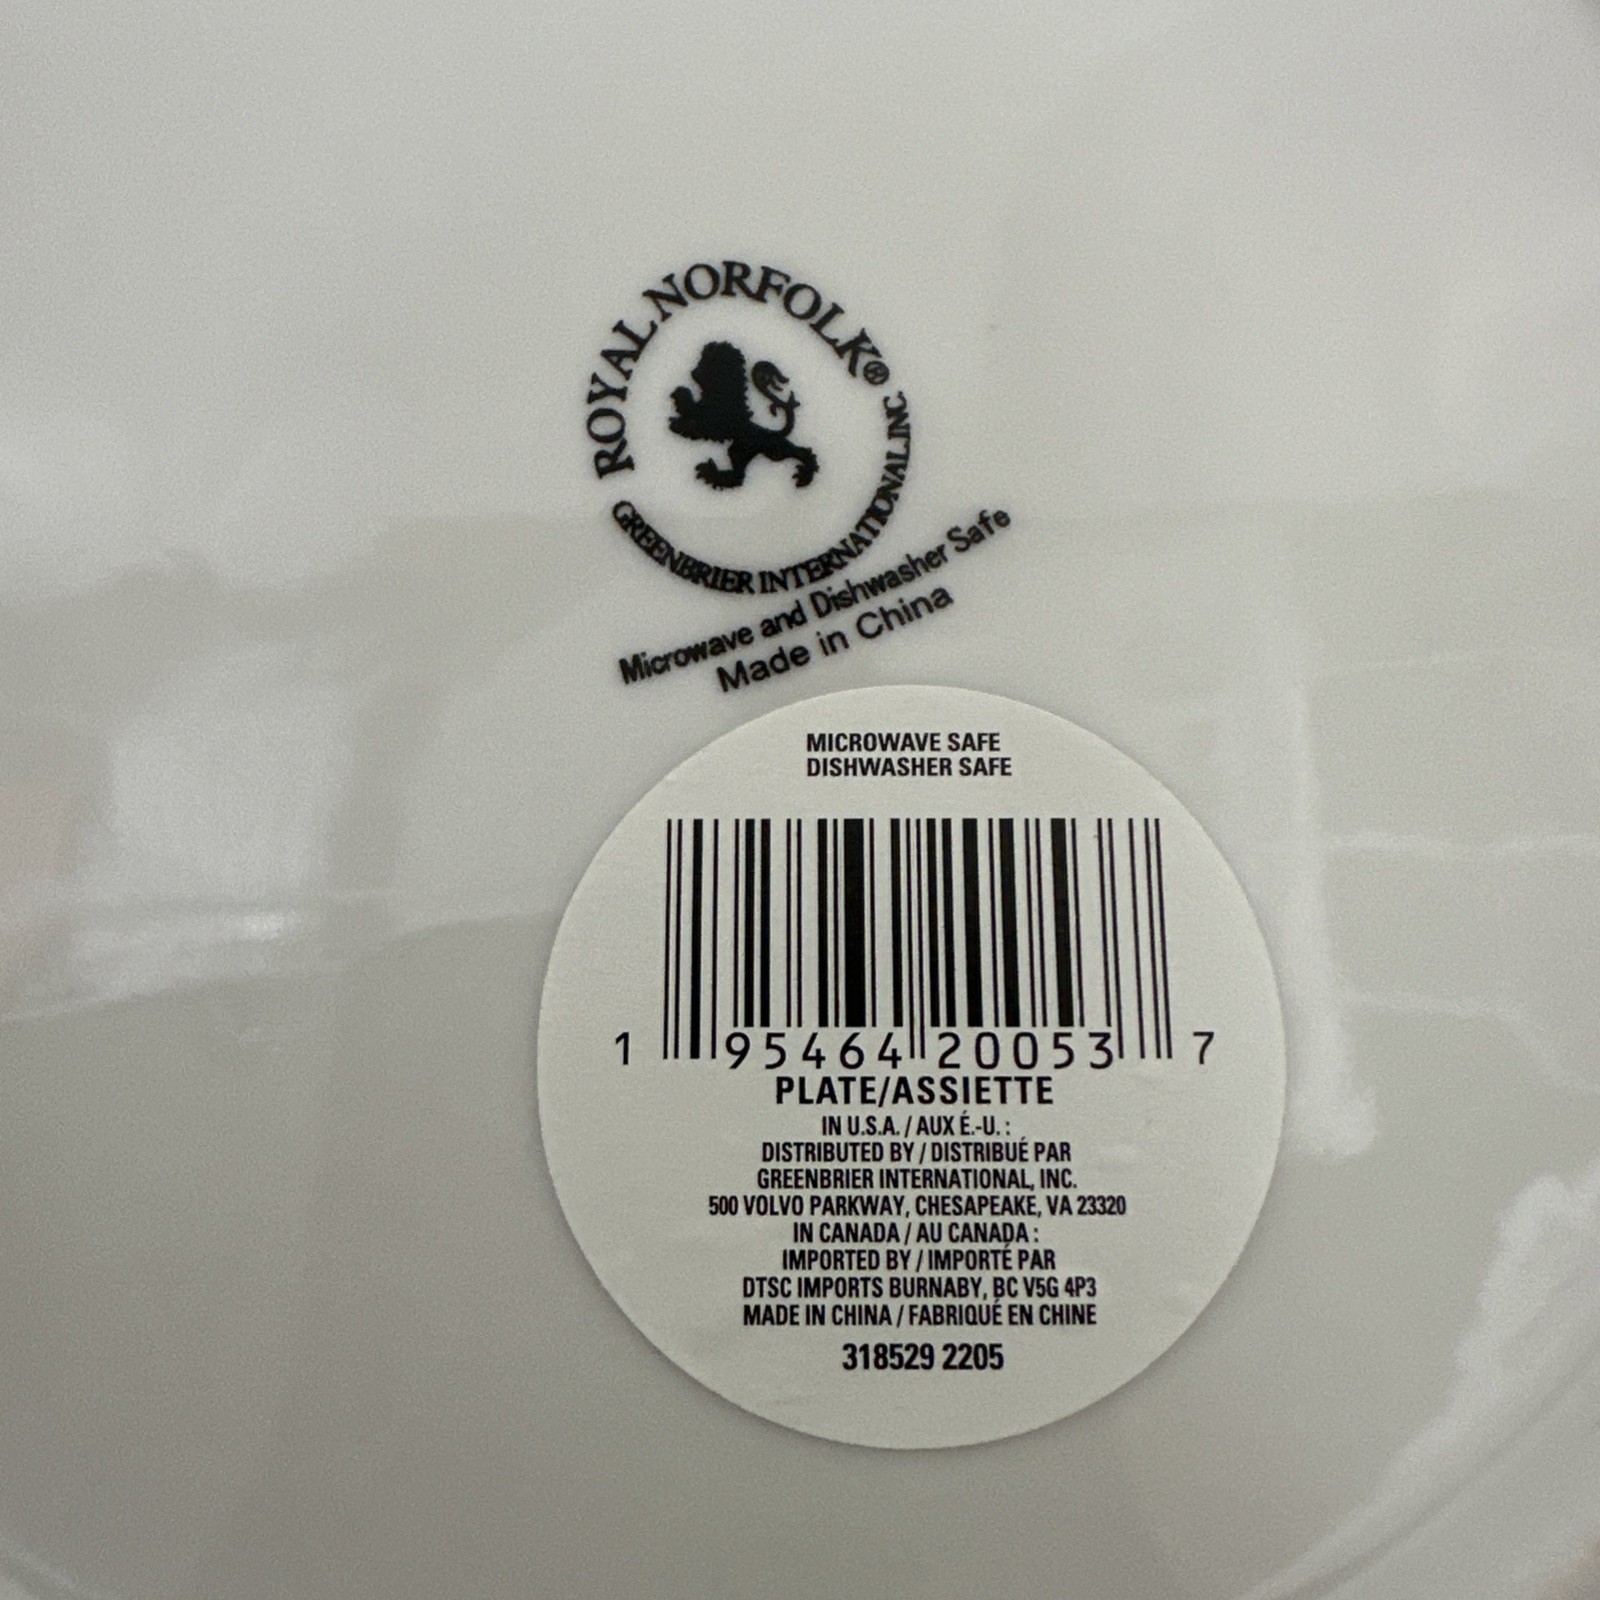 ROYAL NORFOLK®
GREENBRIER INTERNATIONAL,INC.
Microwave and Dishwasher Safe
Made in China
MICROWAVE SAFE
DISHWASHER SAFE
1 95464 20053 7
PLATE/ASSIETTE
IN U.S.A. / AUX É.-U. :
DISTRIBUTED BY / DISTRIBUÉ PAR
GREENBRIER INTERNATIONAL, INC.
500 VOLVO PARKWAY, CHESAPEAKE, VA 23320
IN CANADA / AU CANADA :
IMPORTED BY / IMPORTÉ PAR
DTSC IMPORTS BURNABY, BC V5G 4P3
MADE IN CHINA / FABRIQUÉ EN CHINE
318529 2205